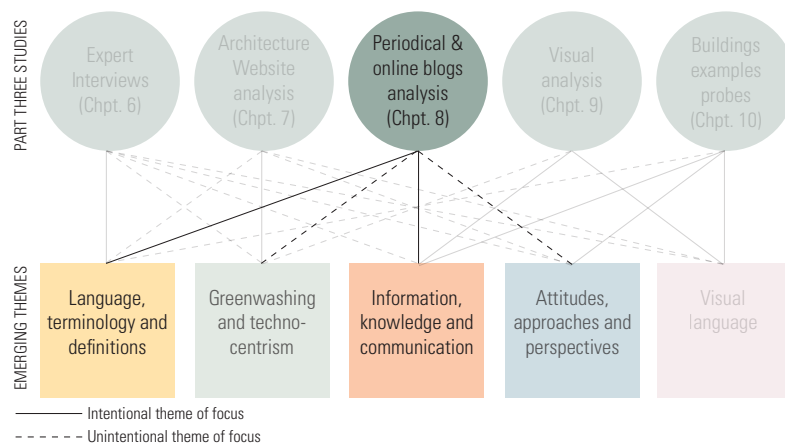 PART THREE STUDIES
Expert
Interviews
(Chpt. 6)
Architecture
Website
analysis
(Chpt. 7)
Periodical &
online blogs
analysis
(Chpt. 8)
Visual
analysis
(Chpt. 9)
Buildings
examples
probes
(Chpt. 10)
EMERGING THEMES
Language,
terminology and
definitions
Greenwashing
and techno-
centrism
Information,
knowledge and
communication
Attitudes,
approaches and
perspectives
Visual
language
Intentional theme of focus
Unintentional theme of focus